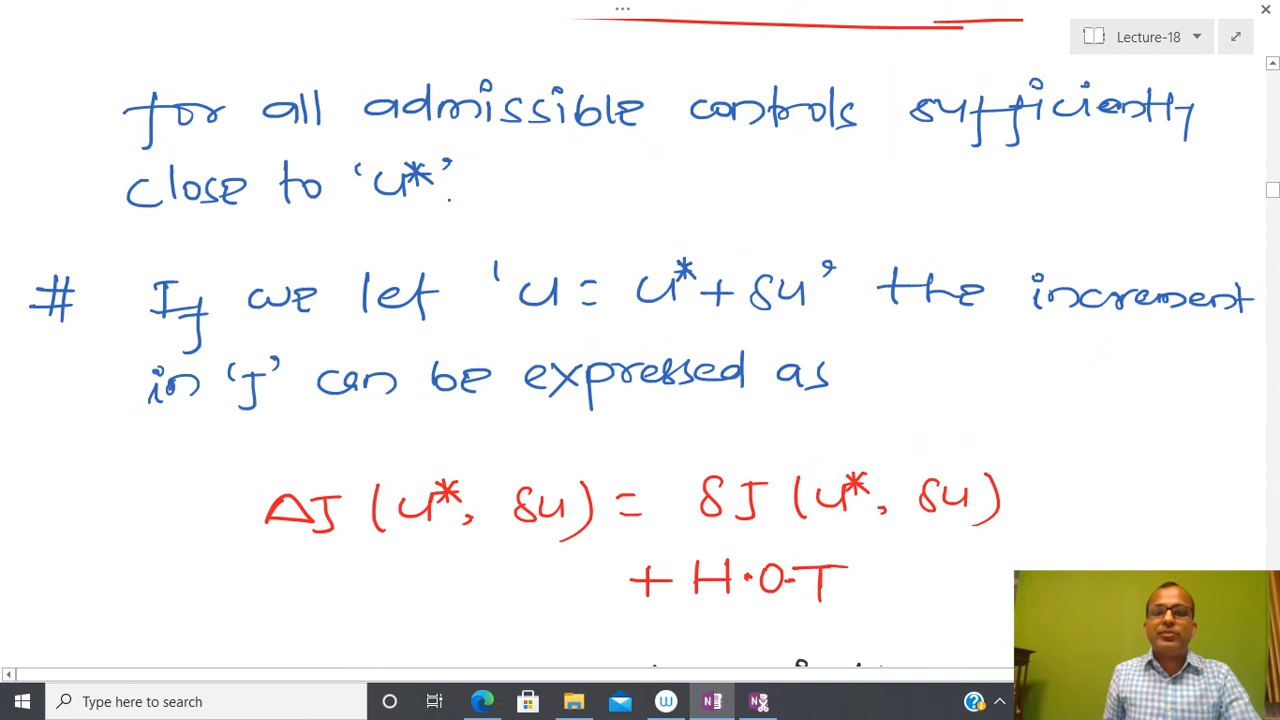 Lecture-18
for all admissible controls sufficiently
close to 'u*'.
# If we let 'u = u* + δu' the increment
in 'J' can be expressed as
ΔJ (u*, δu) = δJ (u*, δu)
+ H.O.T
Type here to search